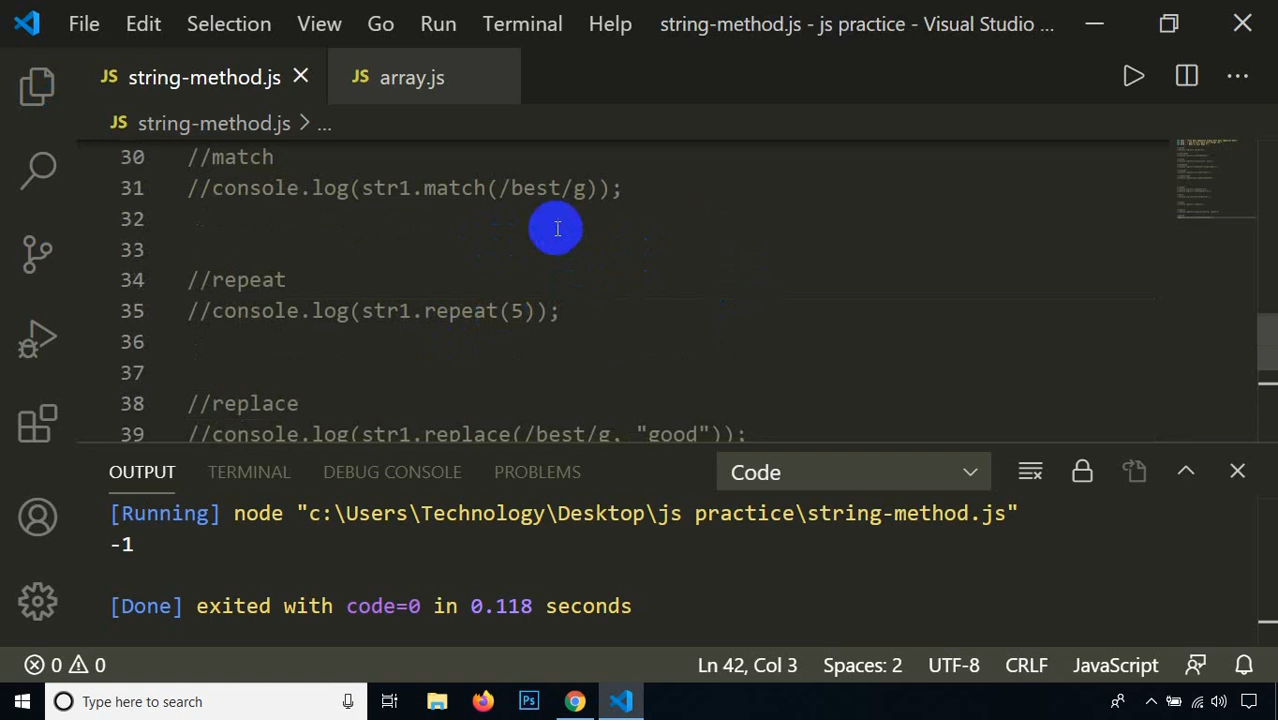 File Edit Selection View Go Run Terminal Help string-method.js - js practice - Visual Studio ...
JS string-method.js JS array.js
JS string-method.js > ...
30 //match
31 //console.log(str1.match(/best/g));
32
33
34 //repeat
35 //console.log(str1.repeat(5));
36
37
38 //replace
39 //console.log(str1.replace(/best/g, "good"));
OUTPUT TERMINAL DEBUG CONSOLE PROBLEMS Code
[Running] node "c:\Users\Technology\Desktop\js practice\string-method.js"
-1
[Done] exited with code=0 in 0.118 seconds
0 0 Ln 42, Col 3 Spaces: 2 UTF-8 CRLF JavaScript
Type here to search Ps